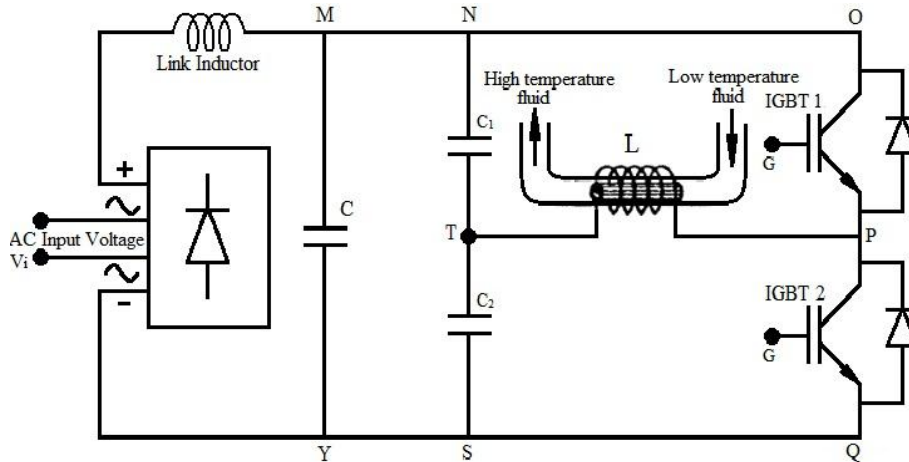 M
N
O
Link Inductor
High temperature
fluid
Low temperature
fluid
IGBT 1
C₁
L
G
+
C
AC Input Voltage
Vi
T
P
-
C₂
IGBT 2
G
Y
S
Q